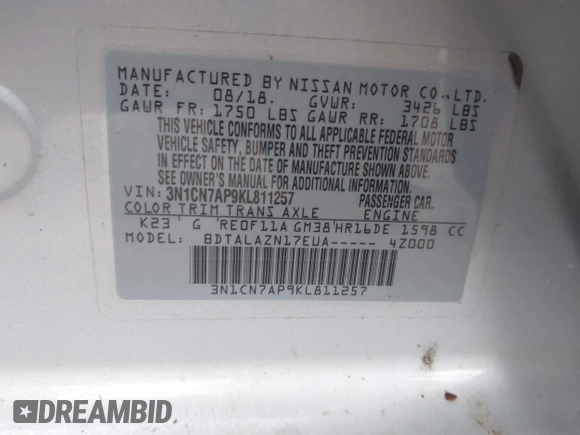 MANUFACTURED BY NISSAN MOTOR CO.,LTD.
DATE: 08/18. GVWR: 3426 LBS
GAWR FR: 1750 LBS GAWR RR: 1708 LBS
THIS VEHICLE CONFORMS TO ALL APPLICABLE FEDERAL MOTOR
VEHICLE SAFETY, BUMPER AND THEFT PREVENTION STANDARDS
IN EFFECT ON THE DATE OF MANUFACTURE SHOWN ABOVE.
SEE OWNER'S MANUAL FOR ADDITIONAL INFORMATION
VIN: 3N1CN7AP9KL811257 PASSENGER CAR.
COLOR TRIM TRANS AXLE ENGINE
K23 ' G ' RE0F11A GM38'HR16DE 1598 CC
MODEL: BDTALAZN17EUA----- 4Z000
3N1CN7AP9KL811257
DREAMBID